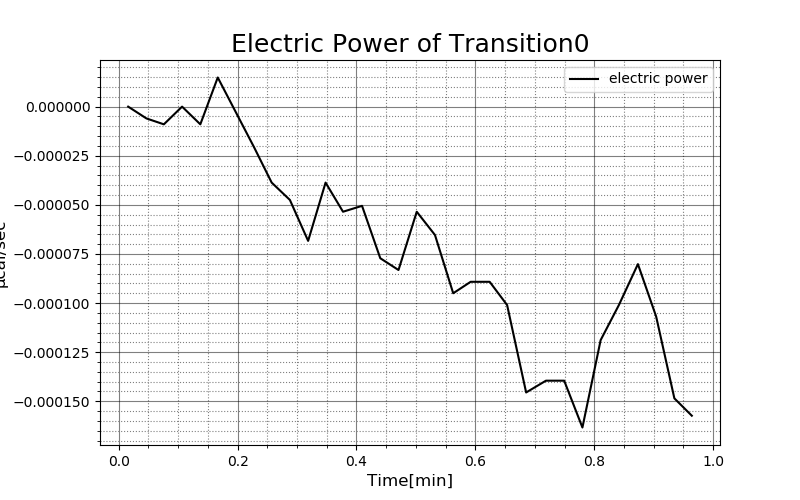 Electric Power of Transition0
electric power
0.000000
−0.000025
−0.000050
−0.000075
−0.000100
−0.000125
−0.000150
μcal/sec
0.0 0.2 0.4 0.6 0.8 1.0
Time[min]